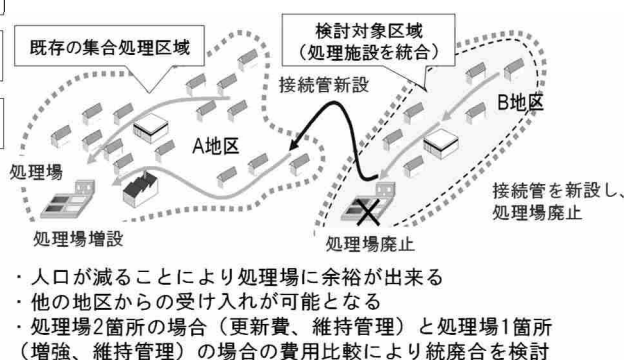 既存の集合処理区域
検討対象区域
(処理施設を統合)
接続管新設
B地区
A地区
処理場
接続管を新設し、
処理場廃止
処理場増設
処理場廃止
・人口が減ることにより処理場に余裕が出来る
・他の地区からの受け入れが可能となる
・処理場2箇所の場合(更新費、維持管理)と処理場1箇所
(増強、維持管理)の場合の費用比較により統廃合を検討